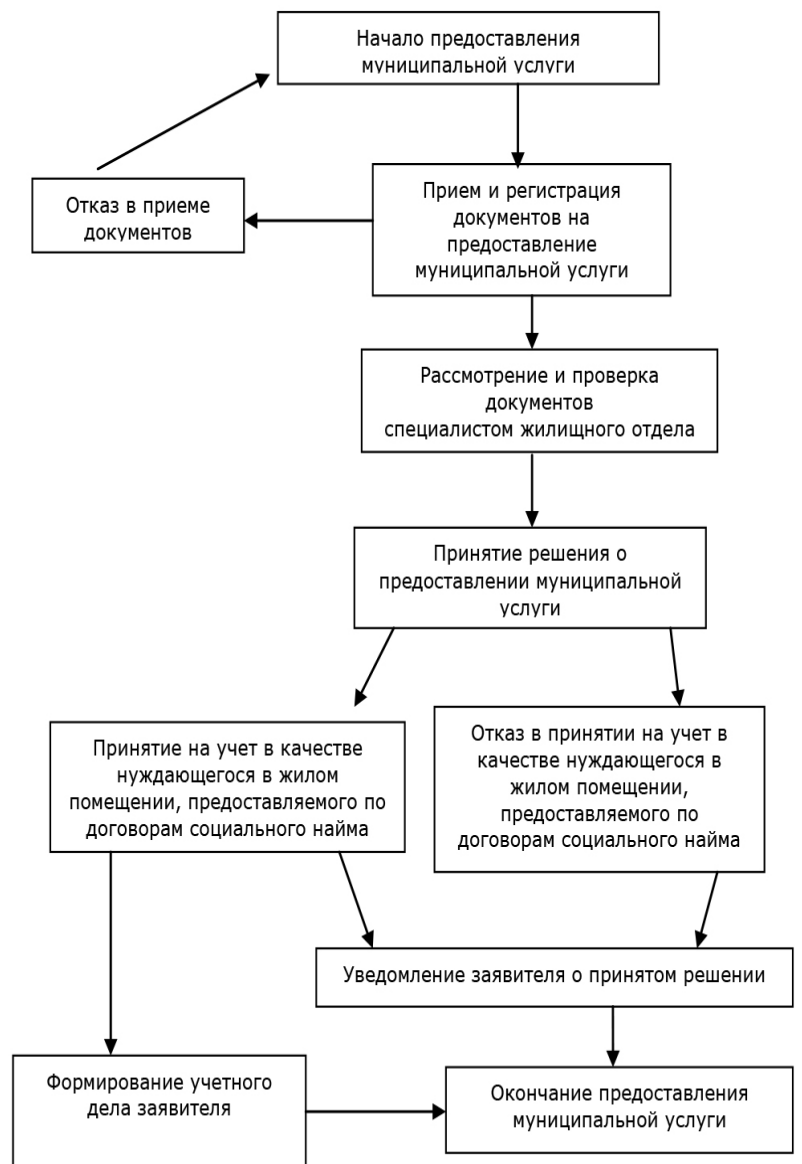 Начало предоставления
муниципальной услуги
Отказ в приеме
документов
Прием и регистрация
документов на
предоставление
муниципальной услуги
Рассмотрение и проверка
документов
специалистом жилищного отдела
Принятие решения о
предоставлении муниципальной
услуги
Принятие на учет в качестве
нуждающегося в жилом
помещении, предоставляемого по
договорам социального найма
Отказ в принятии на учет в
качестве нуждающегося в
жилом помещении,
предоставляемого по
договорам социального найма
Уведомление заявителя о принятом решении
Формирование учетного
дела заявителя
Окончание предоставления
муниципальной услуги